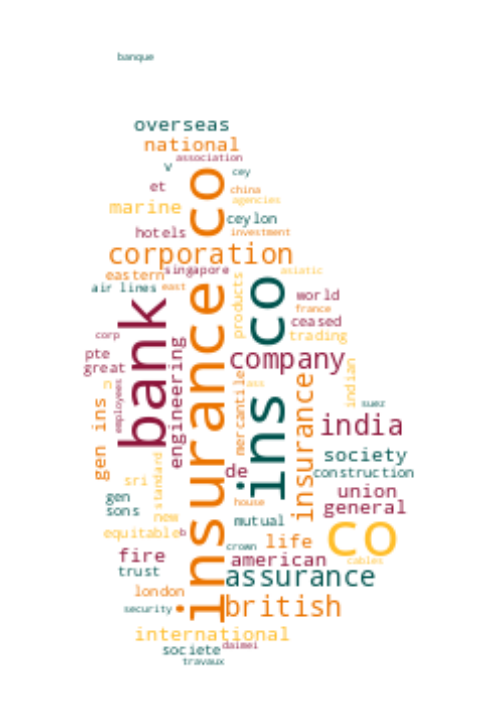 banque
overseas
national
association
v
cey
et
china
agencies
marine
ceylon
hotels
investment
corporation
singapore
eastern
asiatic
air lines
east
products
world
france
ceased
trading
insurance co
bank
ins co
corp
pte
great
company
engineering
mercantile
indian
n
employees
ass
suez
gen ins
insurance
india
society
de
construction
sri
standard
union
gen
sons
house
general
new
mutual
co
equitable
b
life
crown
fire
american
cables
trust
assurance
london
security
british
international
societe
daimei
travaux